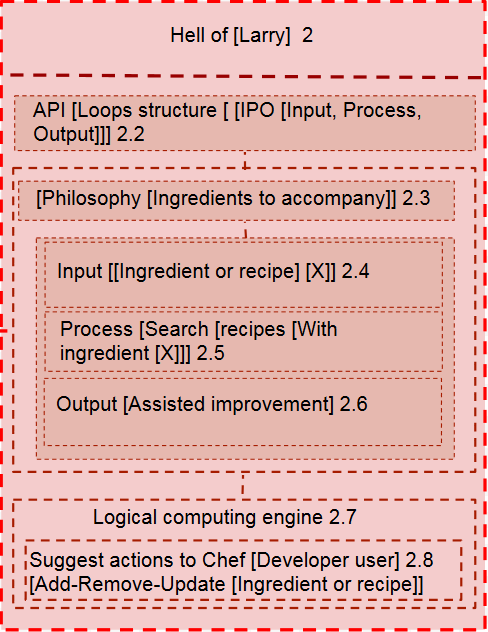 Hell of [Larry]  2
API [Loops structure [ [IPO [Input, Process,
Output]]] 2.2
[Philosophy [Ingredients to accompany]] 2.3
Input [[Ingredient or recipe] [X]] 2.4
Process [Search [recipes [With
ingredient [X]]] 2.5
Output [Assisted improvement] 2.6
Logical computing engine 2.7
Suggest actions to Chef [Developer user] 2.8
[Add-Remove-Update [Ingredient or recipe]]